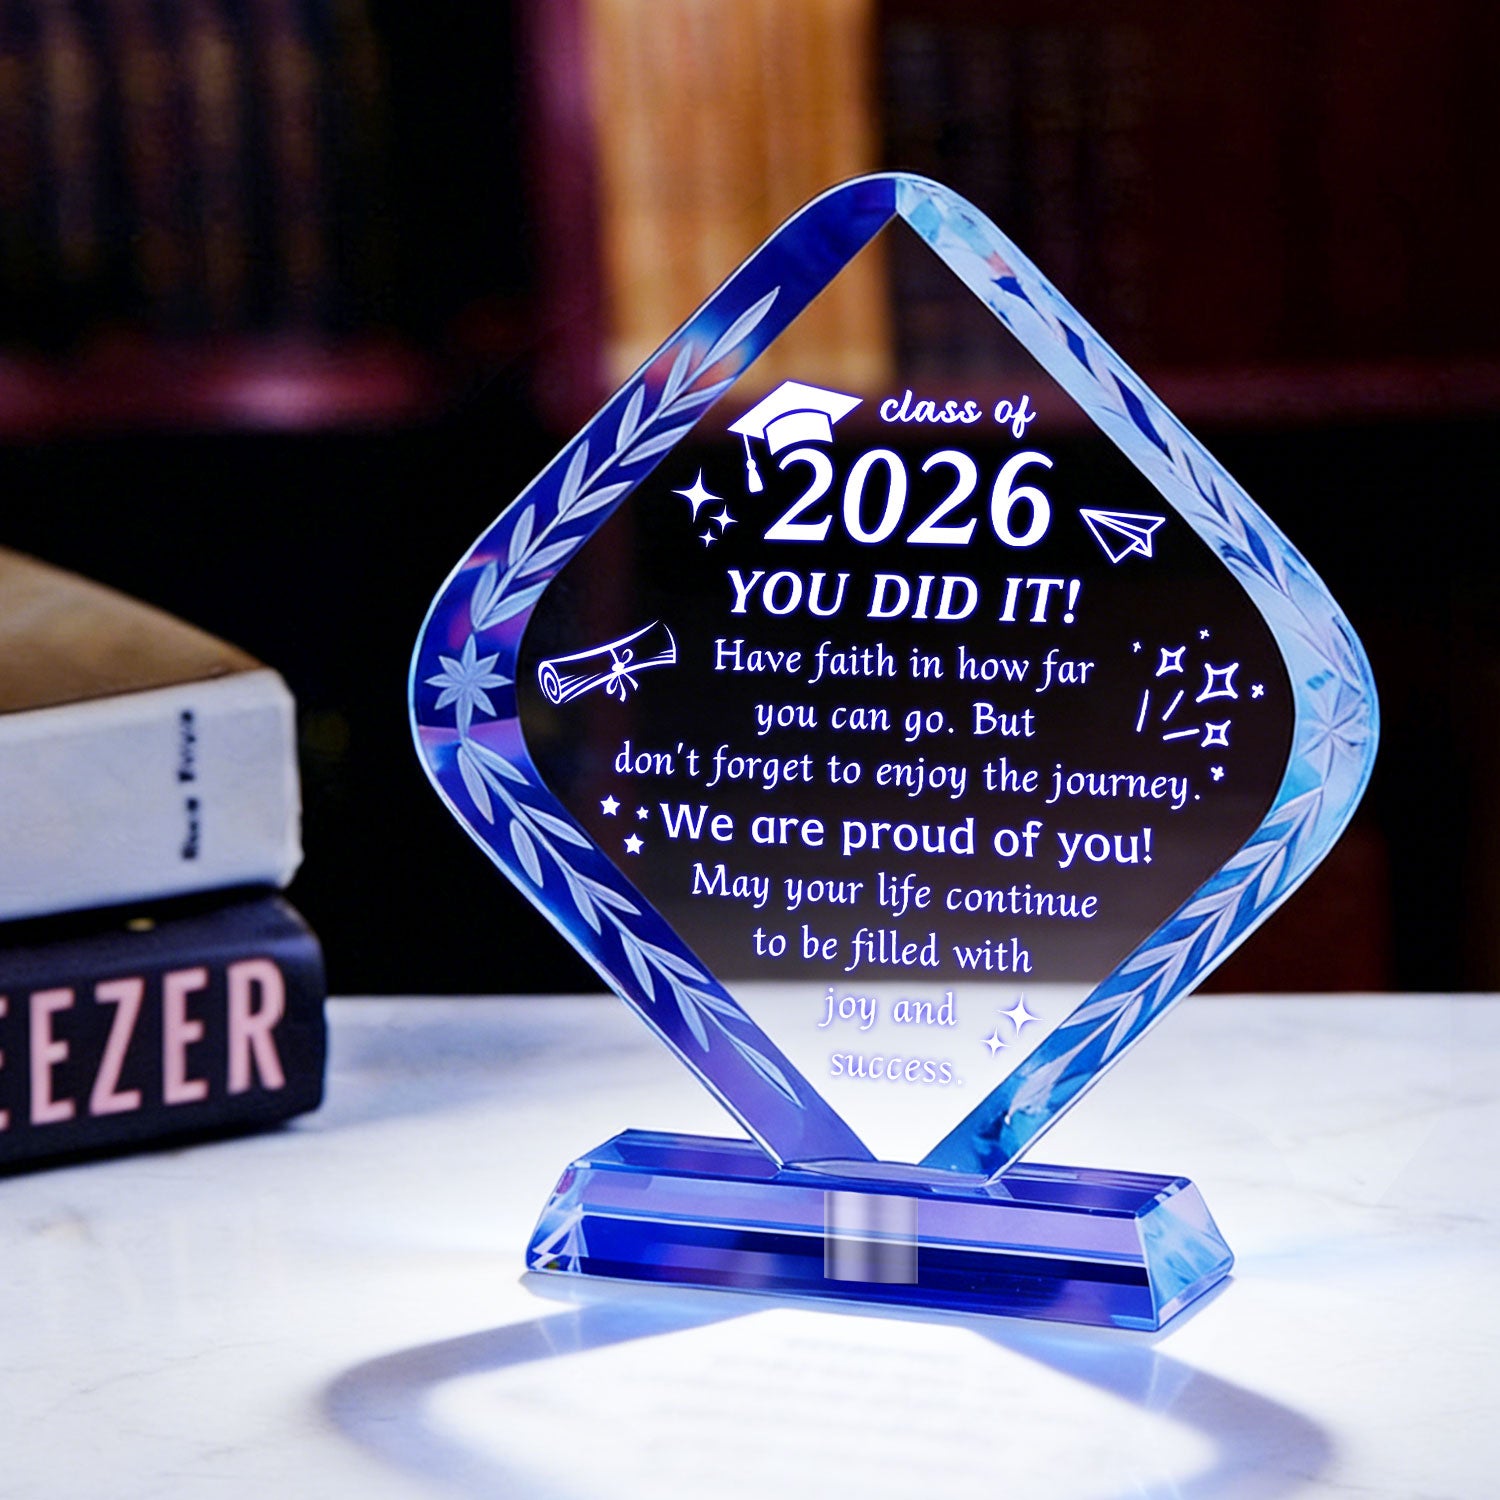 class of
2026
YOU DID IT!
Have faith in how far
you can go. But
don't forget to enjoy the journey.
We are proud of you!
May your life continue
to be filled with
joy and
success.
EEZER